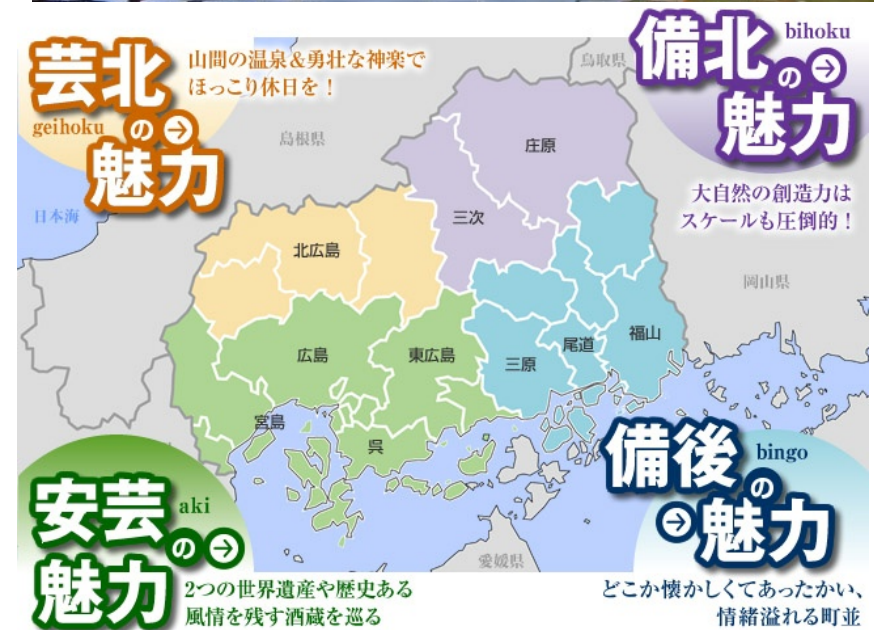 芸北
geihoku
の
魅力
山間の温泉&勇壮な神楽で
ほっこり休日を!
備北
bihoku
の
魅力
大自然の創造力は
スケールも圧倒的!
鳥取県
島根県
日本海
岡山県
愛媛県
庄原
三次
北広島
広島
東広島
三原
尾道
福山
宮島
呉
安芸
aki
の
魅力
2つの世界遺産や歴史ある
風情を残す酒蔵を巡る
備後
bingo
の
魅力
どこか懐かしくてあったかい、
情緒溢れる町並